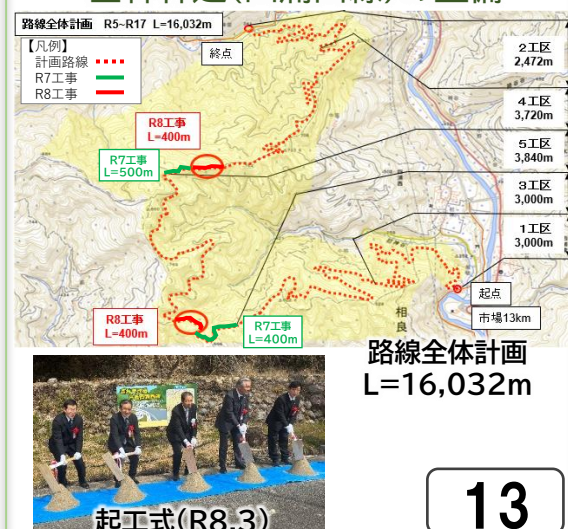 路線全体計画 R5~R17 L=16,032m
【凡例】
計画路線
R7工事
R8工事
終点
2工区
2,472m
4工区
3,720m
5工区
3,840m
3工区
3,000m
1工区
3,000m
R8工事
L=400m
R7工事
L=500m
R8工事
L=400m
R7工事
L=400m
相良
起点
市場13km
路線全体計画
L=16,032m
起工式(R8.3)
13